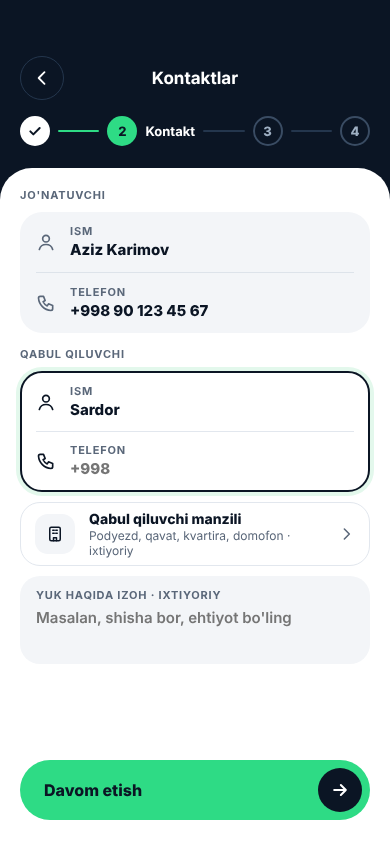 Kontaktlar
2 Kontakt 3 4
JO'NATUVCHI
ISM
Aziz Karimov
TELEFON
+998 90 123 45 67
QABUL QILUVCHI
ISM
Sardor
TELEFON
+998
Qabul qiluvchi manzili
Podyezd, qavat, kvartira, domofon ·
ixtiyoriy
YUK HAQIDA IZOH · IXTIYORIY
Masalan, shisha bor, ehtiyot bo'ling
Davom etish